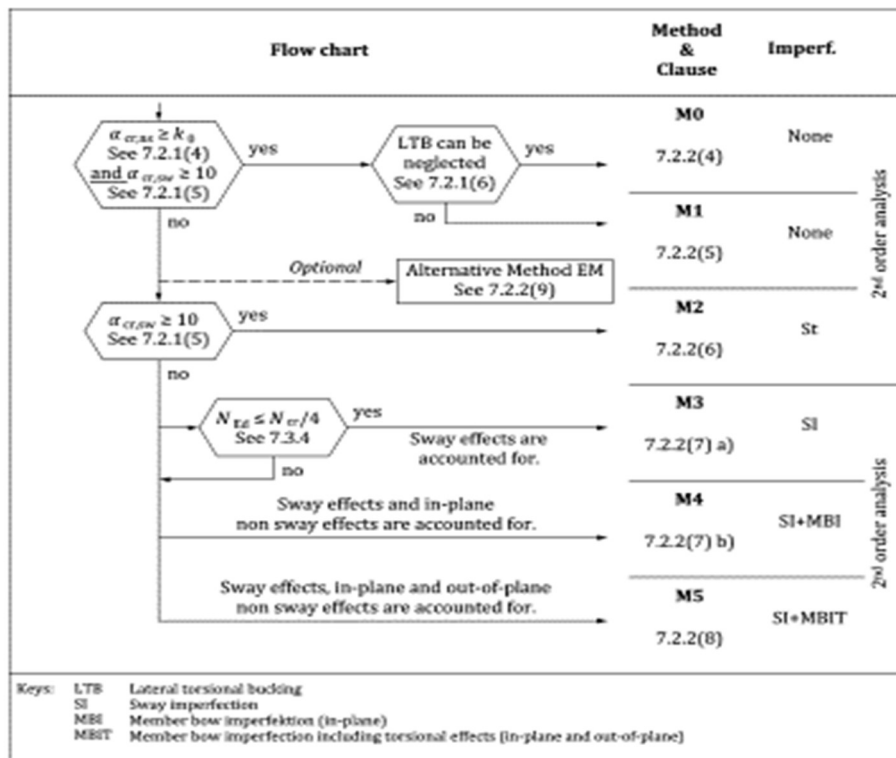 Flow chart
Method
&
Clause
Imperf.
α cr,ns ≥ k 0
See 7.2.1(4)
and α cr,sw ≥ 10
See 7.2.1(5)
yes
LTB can be
neglected
See 7.2.1(6)
yes
M0
7.2.2(4)
None
no
no
M1
7.2.2(5)
None
Optional
Alternative Method EM
See 7.2.2(9)
2nd order analysis
α cr,sw ≥ 10
See 7.2.1(5)
yes
M2
7.2.2(6)
St
no
N Ed ≤ N cr/4
See 7.3.4
yes
Sway effects are
accounted for.
M3
7.2.2(7) a)
SI
no
Sway effects and in-plane
non sway effects are accounted for.
M4
7.2.2(7) b)
SI+MBI
2nd order analysis
Sway effects, in-plane and out-of-plane
non sway effects are accounted for.
M5
7.2.2(8)
SI+MBIT
Keys: LTB Lateral torsional bucking
SI Sway imperfection
MBI Member bow imperfektion (in-plane)
MBIT Member bow imperfection including torsional effects (in-plane and out-of-plane)